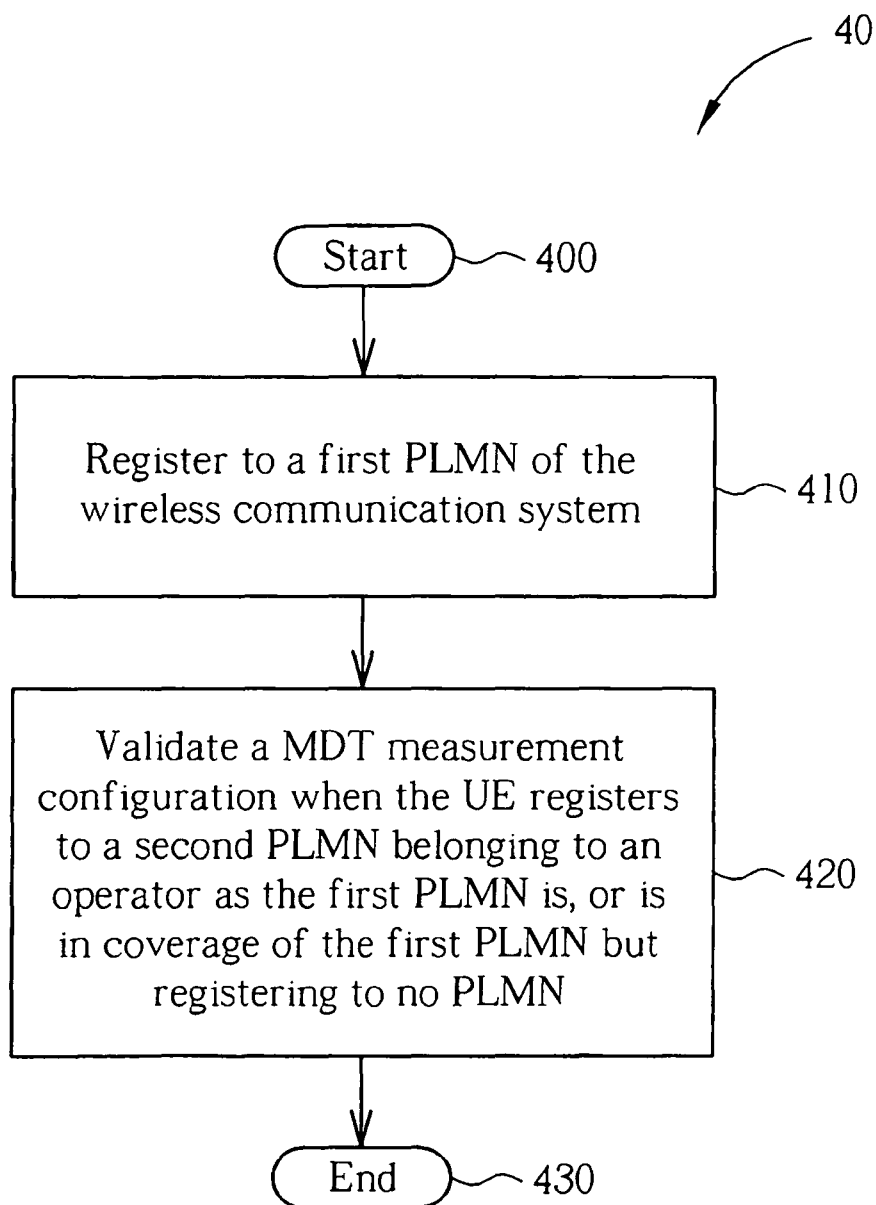 40
Start
400
Register to a first PLMN of the
wireless communication system
410
Validate a MDT measurement
configuration when the UE registers
to a second PLMN belonging to an
operator as the first PLMN is, or is
in coverage of the first PLMN but
registering to no PLMN
420
End
430